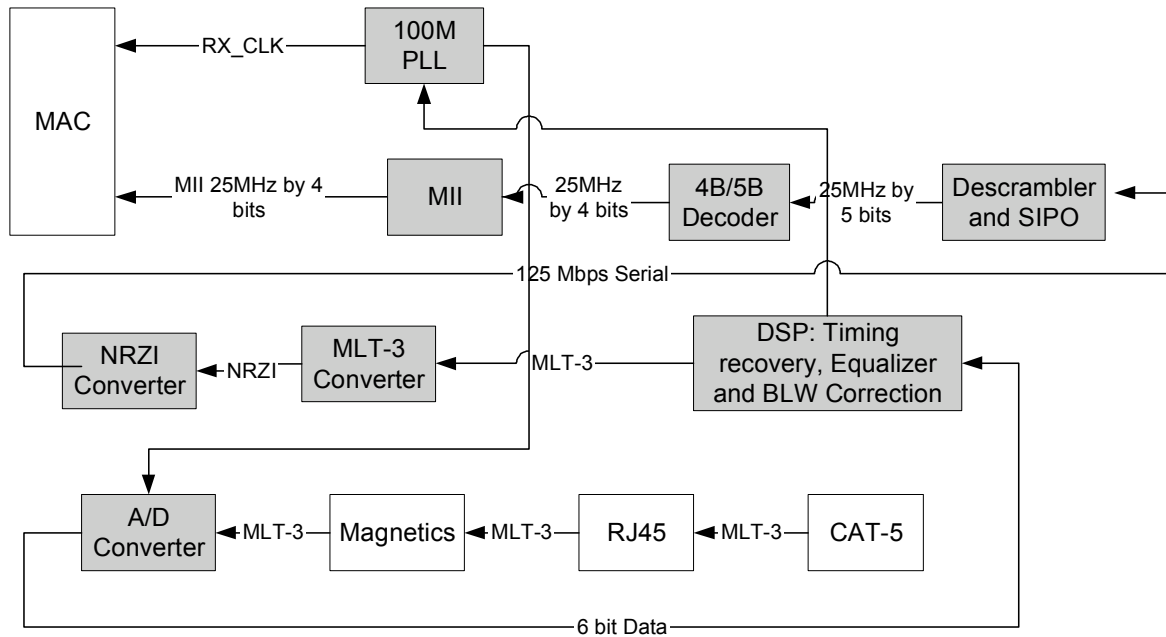 MAC
RX_CLK
100M
PLL
MII 25MHz by 4
bits
MII
25MHz
by 4 bits
4B/5B
Decoder
25MHz by
5 bits
Descrambler
and SIPO
125 Mbps Serial
NRZI
Converter
NRZI
MLT-3
Converter
MLT-3
DSP: Timing
recovery, Equalizer
and BLW Correction
A/D
Converter
MLT-3
Magnetics
MLT-3
RJ45
MLT-3
CAT-5
6 bit Data